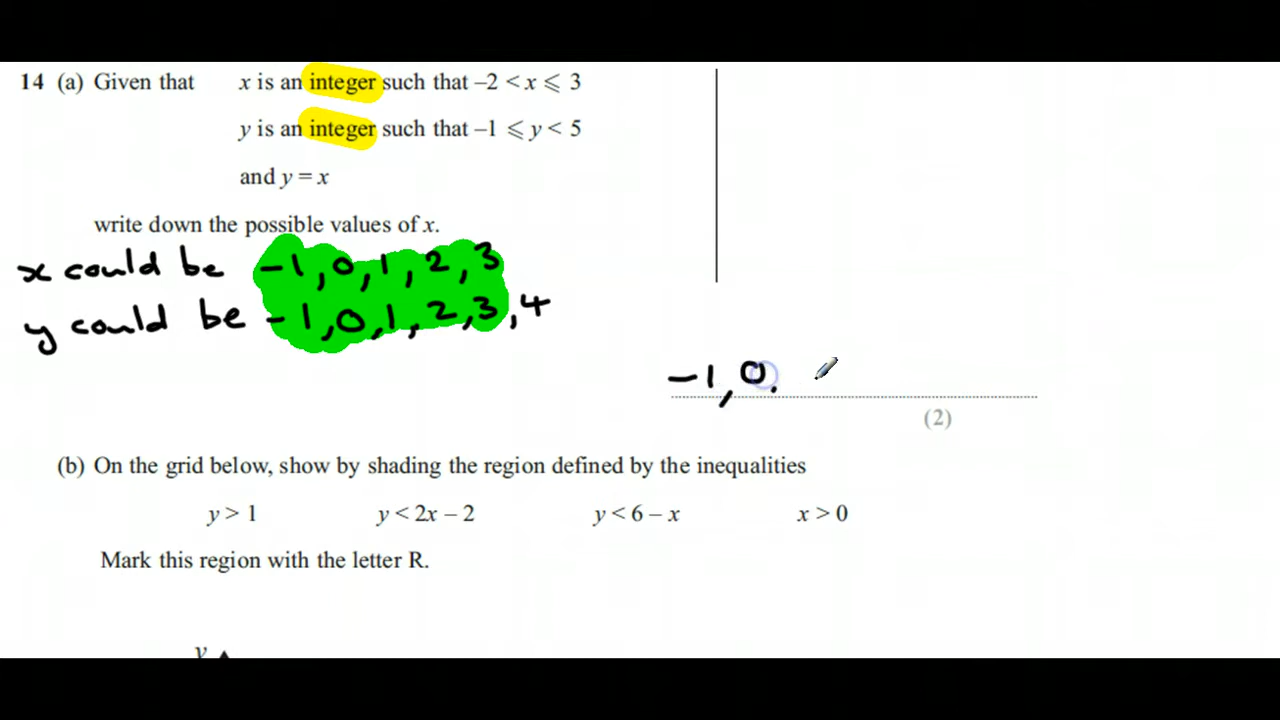 14 (a) Given that x is an integer such that –2 < x ⩽ 3
y is an integer such that –1 ⩽ y < 5
and y = x
write down the possible values of x.
x could be -1, 0, 1, 2, 3
y could be -1, 0, 1, 2, 3, 4
-1, 0,
(2)
(b) On the grid below, show by shading the region defined by the inequalities
y > 1 y < 2x – 2 y < 6 – x x > 0
Mark this region with the letter R.
y